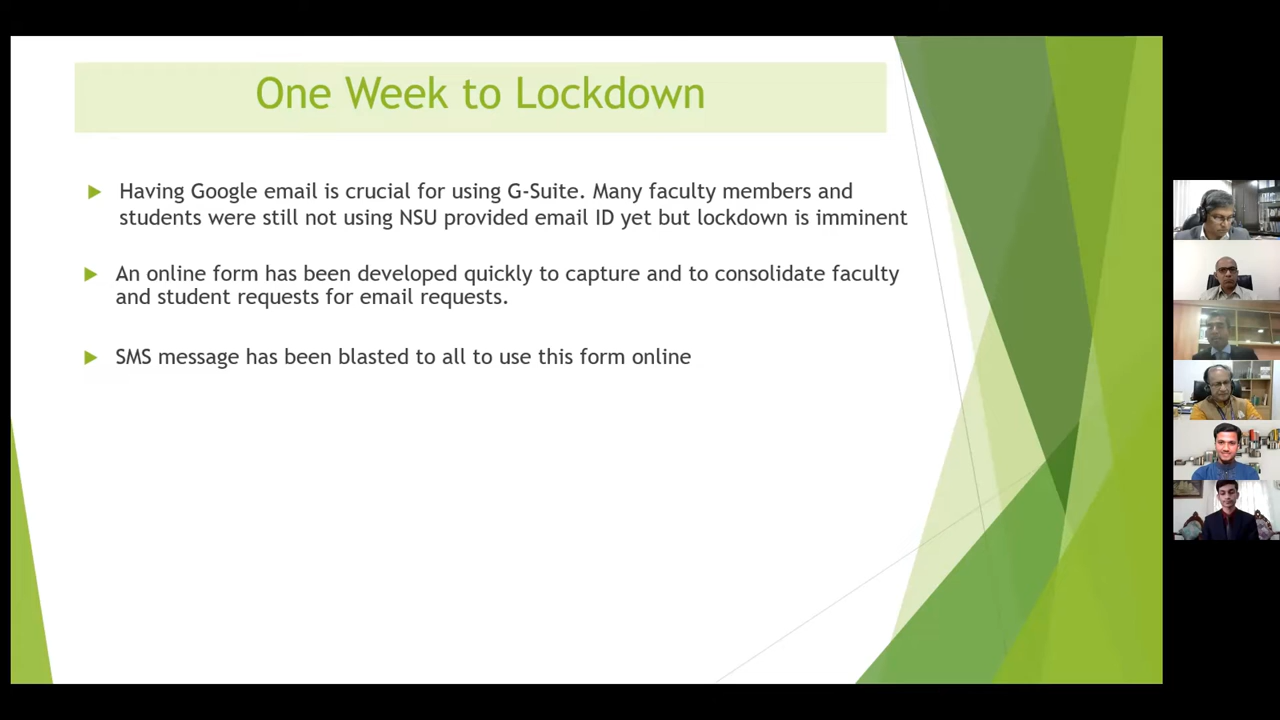 One Week to Lockdown
Having Google email is crucial for using G-Suite. Many faculty members and
students were still not using NSU provided email ID yet but lockdown is imminent
An online form has been developed quickly to capture and to consolidate faculty
and student requests for email requests.
SMS message has been blasted to all to use this form online